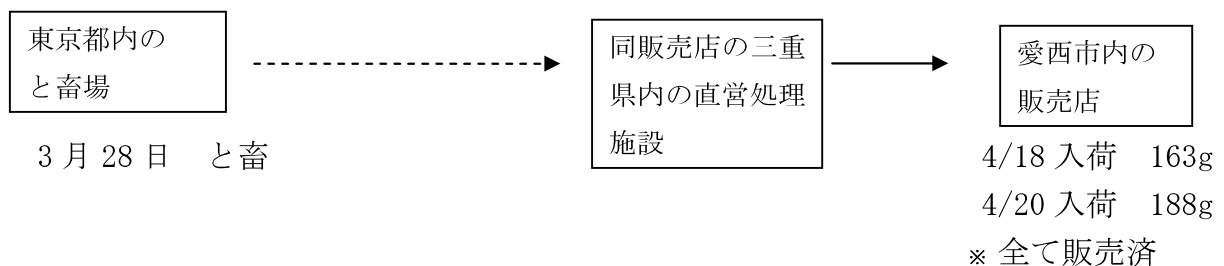 東京都内の
と畜場
3月28日　と畜
同販売店の三重
県内の直営処理
施設
愛西市内の
販売店
4/18 入荷　163g
4/20 入荷　188g
※ 全て販売済